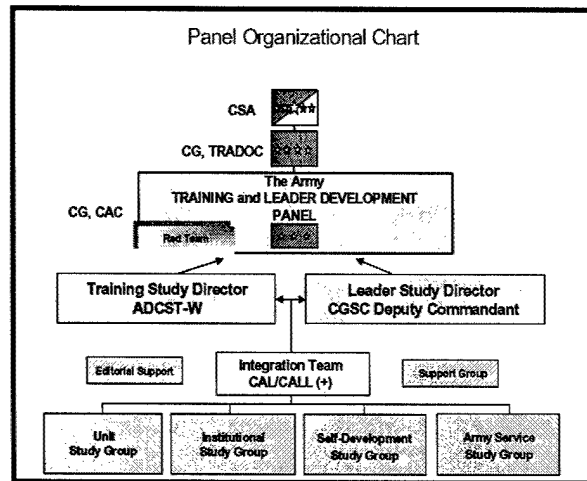 Panel Organizational Chart
CSA
CG, TRADOC
The Army
TRAINING and LEADER DEVELOPMENT
PANEL
CG, CAC
Red Team
Training Study Director
ADCST-W
Leader Study Director
CGSC Deputy Commandant
Editorial Support
Integration Team
CAL/CALL (+)
Support Group
Unit
Study Group
Institutional
Study Group
Self-Development
Study Group
Army Service
Study Group